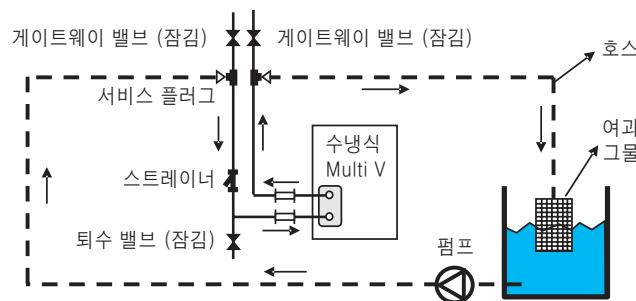 게이트웨이 밸브 (잠김)
게이트웨이 밸브 (잠김)
호스
서비스 플러그
수냉식
Multi V
여과
그물
스트레이너
퇴수 밸브 (잠김)
펌프